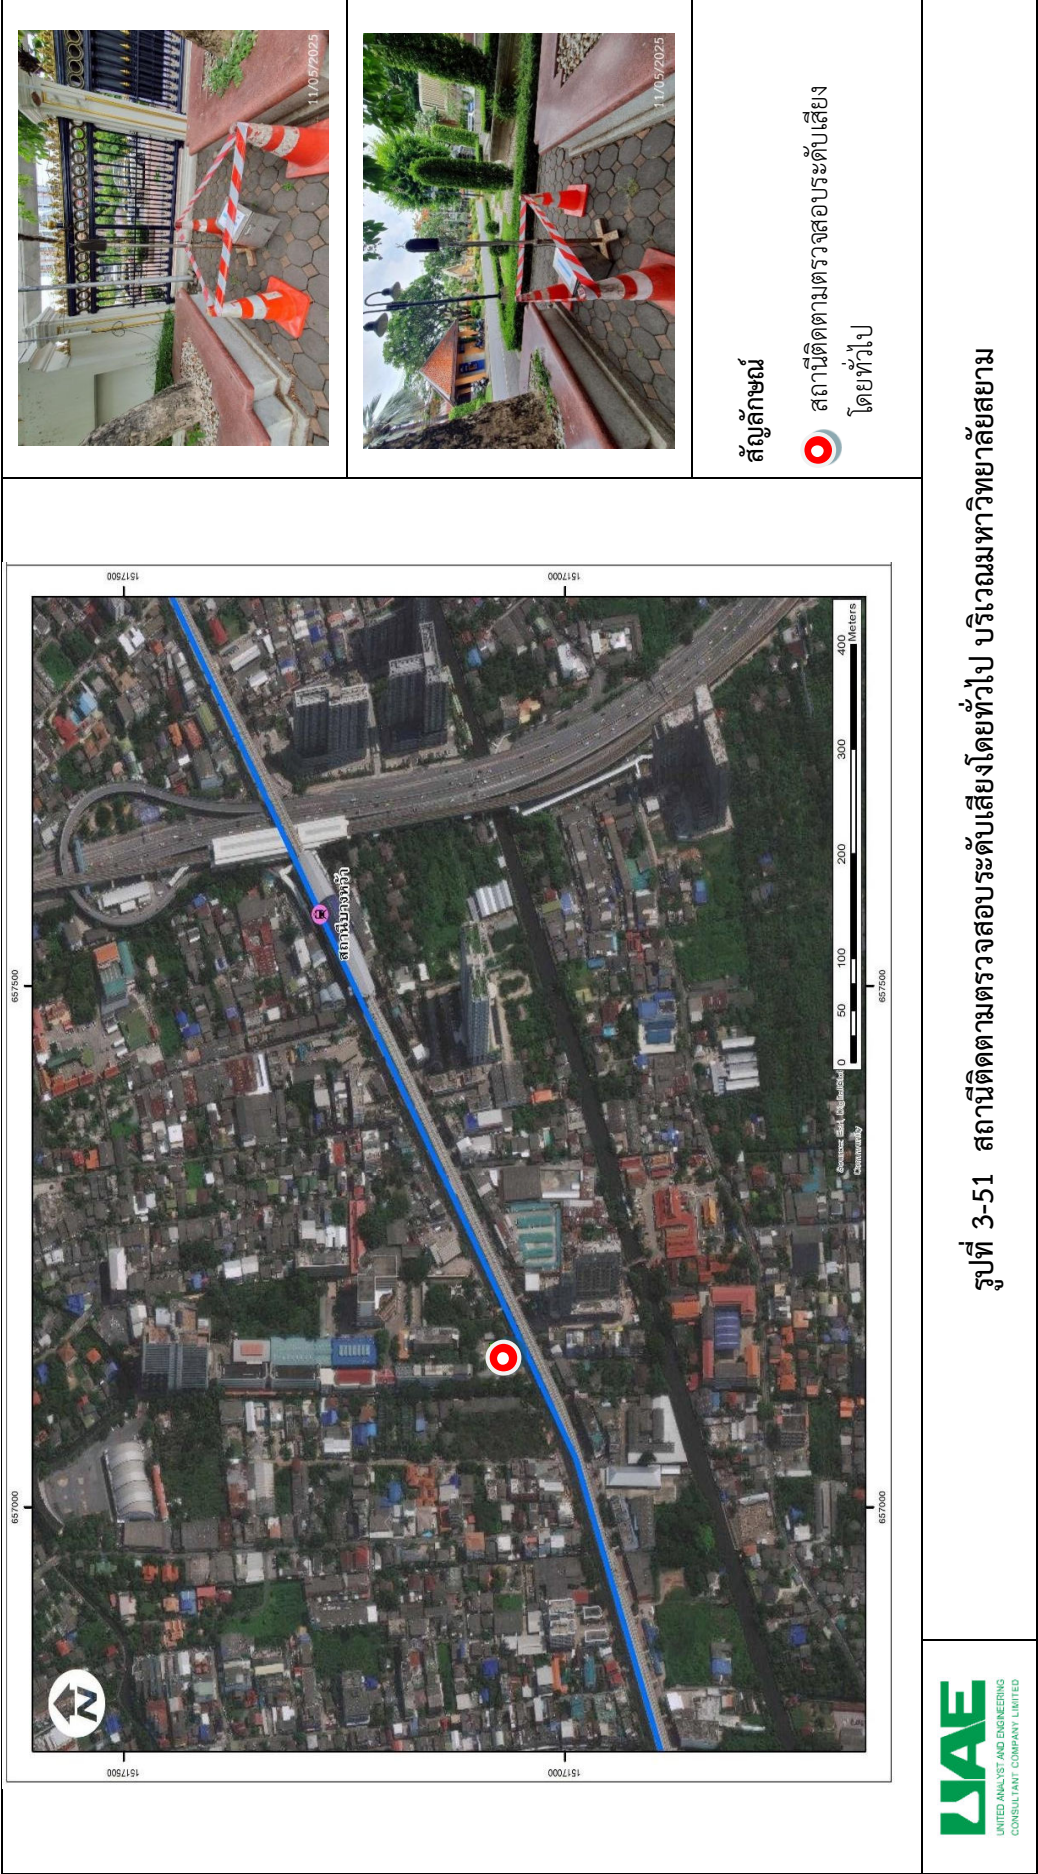 11/05/2025
11/05/2025
สัญลักษณ์
สถานีติดตามตรวจสอบระดับเสียง
โดยทั่วไป
657000
657500
1517500
1517500
1517000
1517000
657000
657500
N
สถานีบางหว้า
0 50 100 200 300 400
Meters
Community
รูปที่ 3-51 สถานีติดตามตรวจสอบระดับเสียงโดยทั่วไป บริเวณมหาวิทยาลัยสยาม
UAE
UNITED ANALYST AND ENGINEERING
CONSULTANT COMPANY LIMITED